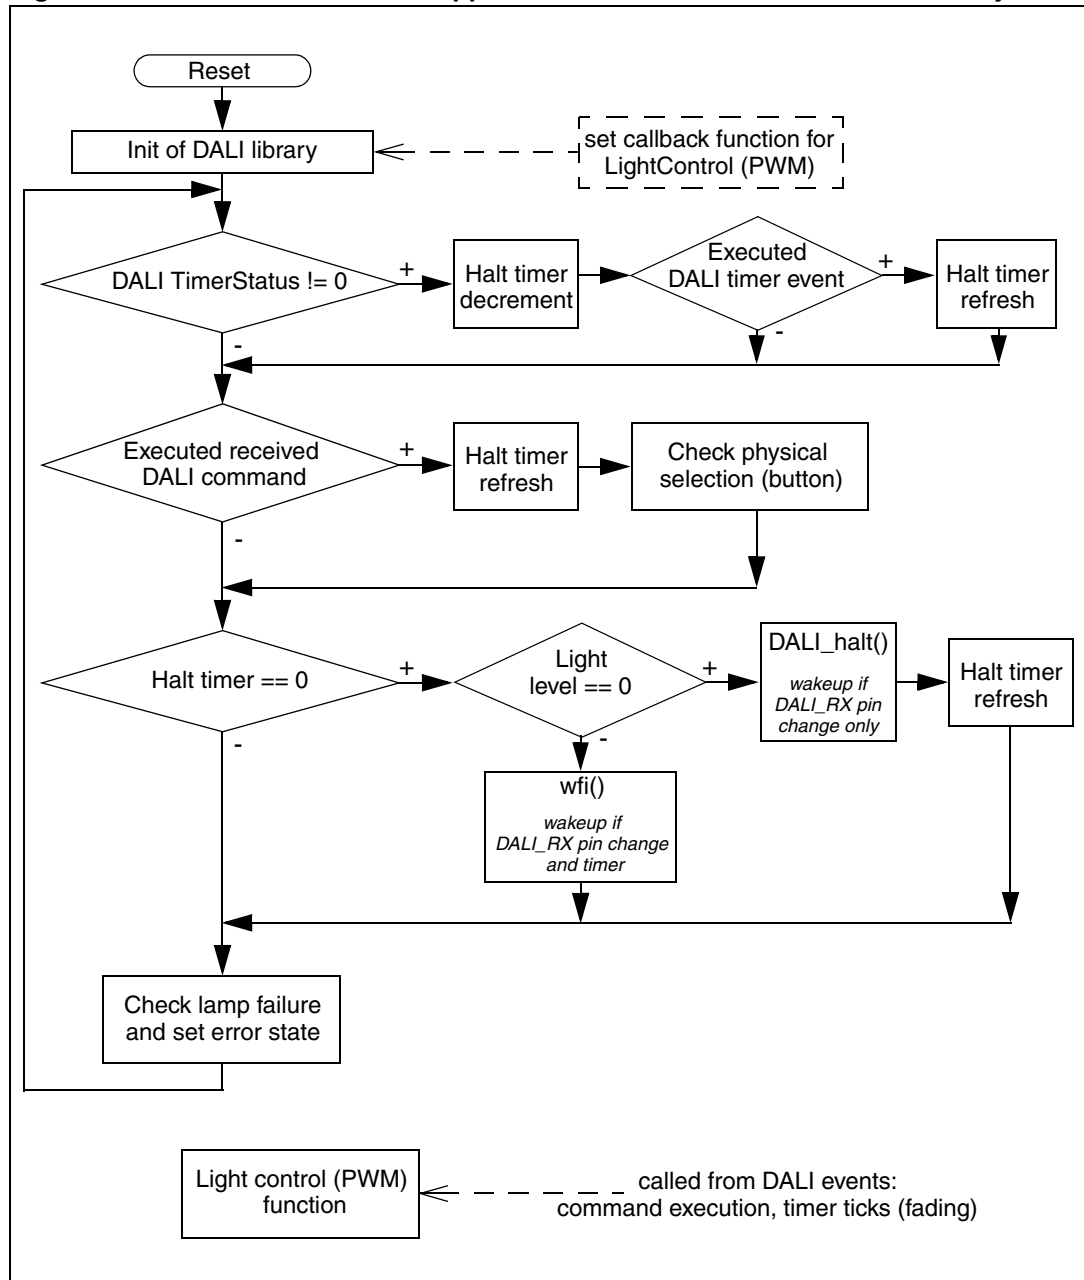 Reset
Init of DALI library
set callback function for
LightControl (PWM)
DALI TimerStatus != 0
+
Halt timer
decrement
Executed
DALI timer event
+
Halt timer
refresh
-
-
Executed received
DALI command
+
Halt timer
refresh
Check physical
selection (button)
-
Halt timer == 0
+
Light
level == 0
+
DALI_halt()
wakeup if
DALI_RX pin
change only
Halt timer
refresh
-
-
wfi()
wakeup if
DALI_RX pin change
and timer
Check lamp failure
and set error state
Light control (PWM)
function
called from DALI events:
command execution, timer ticks (fading)